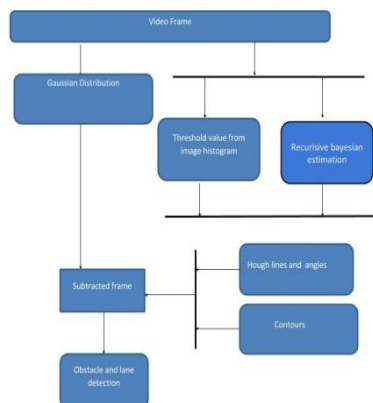 Video Frame
Gaussian Distribution
Threshold value from
image histogram
Recurisive bayesian
estimation
Hough lines and angles
Subtracted frame
Contours
Obstacle and lane
detection